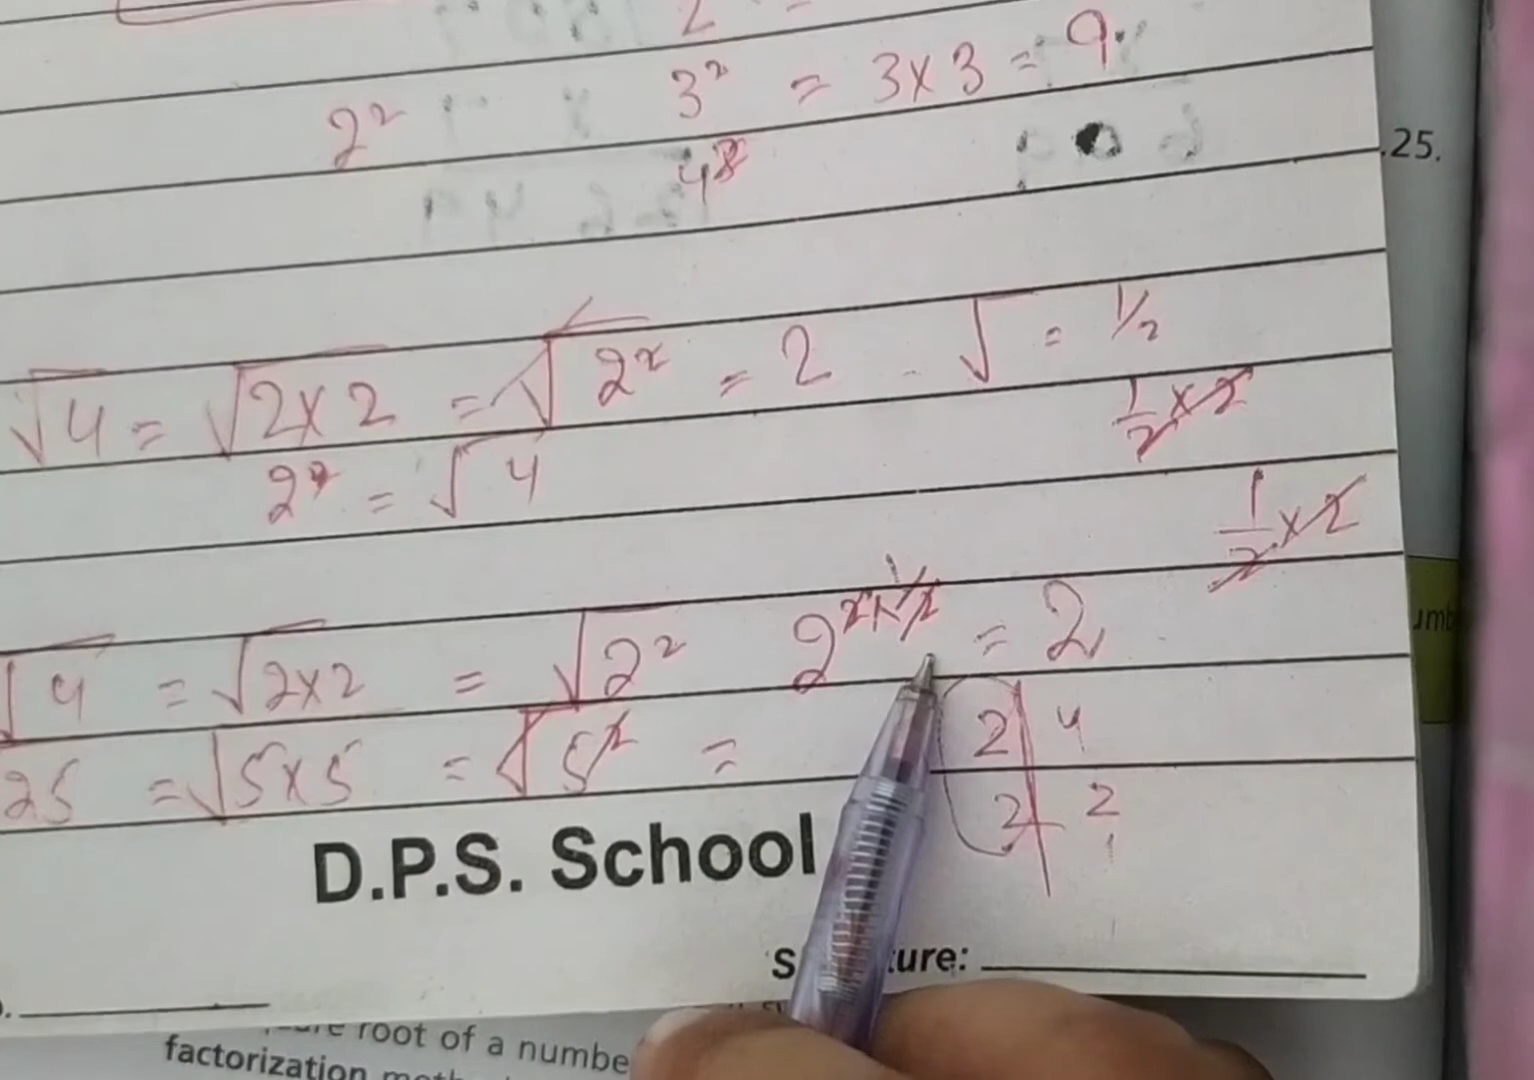 2² 3² = 3×3 = 9.
4²
.25.
√4 = √2×2 = √2² = 2 √ = 1/2
1/2 × 2
2² = √4
1/2 × 2
√4 = √2×2 = √2² 2^2×1/2 = 2
25 = √5×5 = √5² =
2 | 4
2 | 2
1
D.P.S. School
root of a numbe
factorization